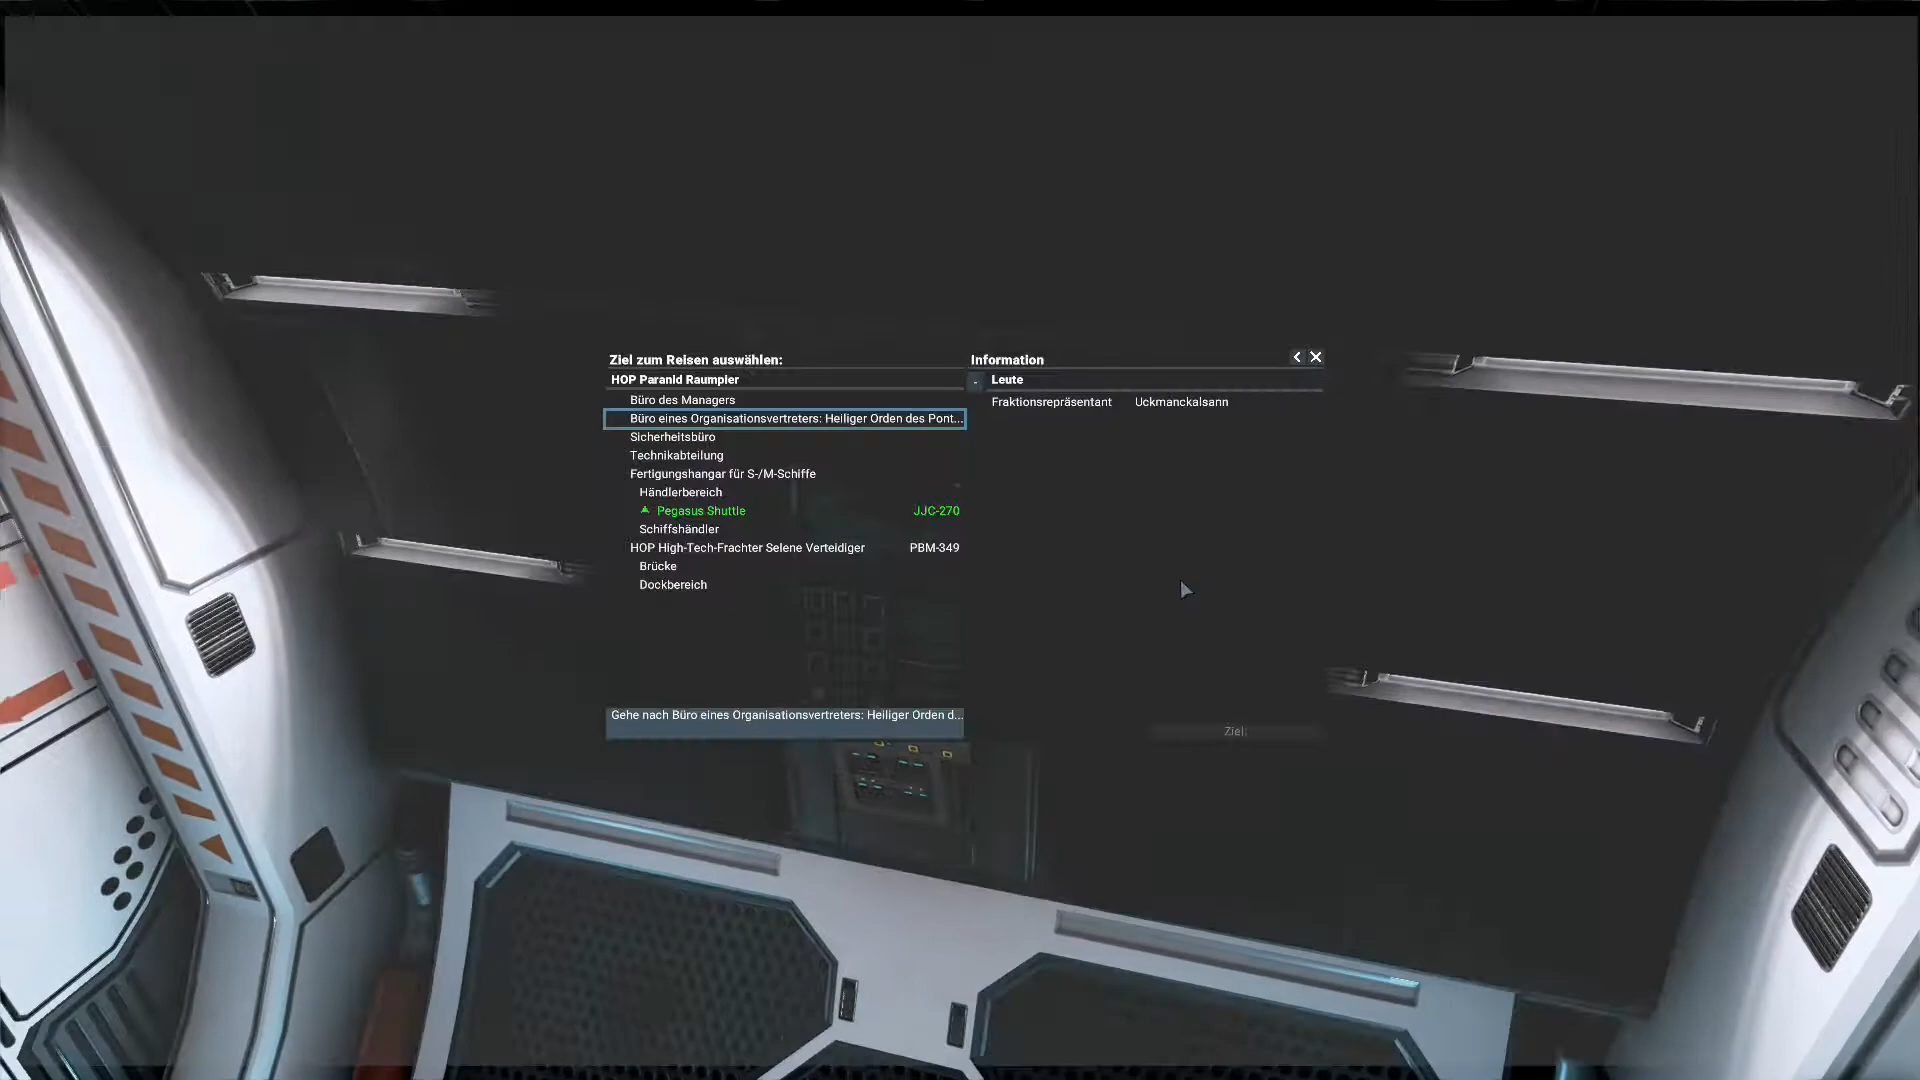 Ziel zum Reisen auswählen:
HOP Paranid Raumpier
Büro des Managers
Büro eines Organisationsvertreters: Heiliger Orden des Pont...
Sicherheitsbüro
Technikabteilung
Fertigungshangar für S-/M-Schiffe
Händlerbereich
Pegasus Shuttle JJC-270
Schiffshändler
HOP High-Tech-Frachter Selene Verteidiger PBM-349
Brücke
Dockbereich
Gehe nach Büro eines Organisationsvertreters: Heiliger Orden d...
Information
- Leute
Fraktionsrepräsentant Uckmanckalsann
Ziel: